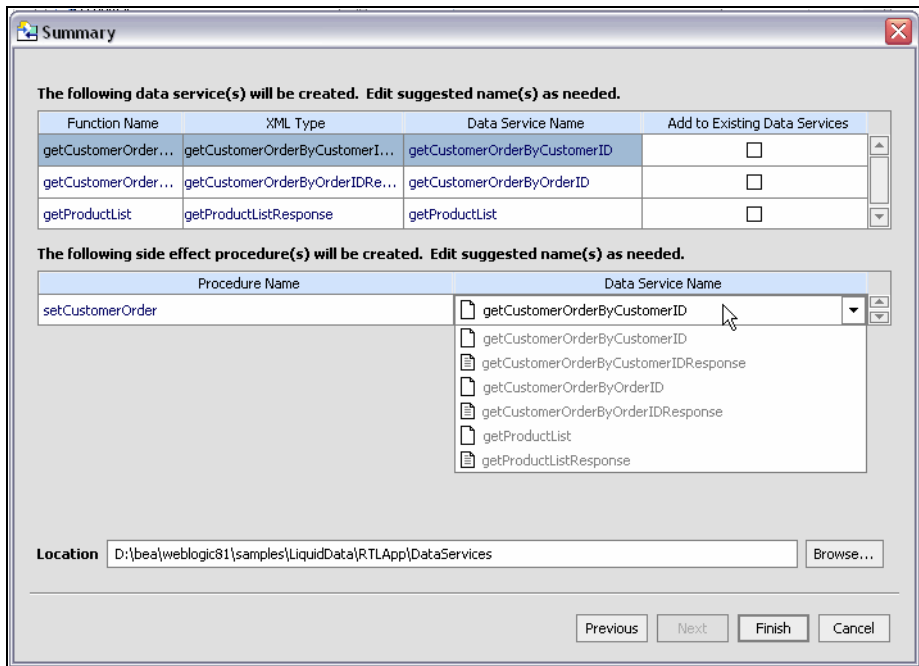 Summary
The following data service(s) will be created. Edit suggested name(s) as needed.
Function Name XML Type Data Service Name Add to Existing Data Services
getCustomerOrder... getCustomerOrderByCustomerI... getCustomerOrderByCustomerID
getCustomerOrder... getCustomerOrderByOrderIDRe... getCustomerOrderByOrderID
getProductList getProductListResponse getProductList
The following side effect procedure(s) will be created. Edit suggested name(s) as needed.
Procedure Name Data Service Name
setCustomerOrder getCustomerOrderByCustomerID
getCustomerOrderByCustomerID
getCustomerOrderByCustomerIDResponse
getCustomerOrderByOrderID
getCustomerOrderByOrderIDResponse
getProductList
getProductListResponse
Location D:\bea\weblogic81\samples\LiquidData\RTLApp\DataServices Browse...
Previous Next Finish Cancel